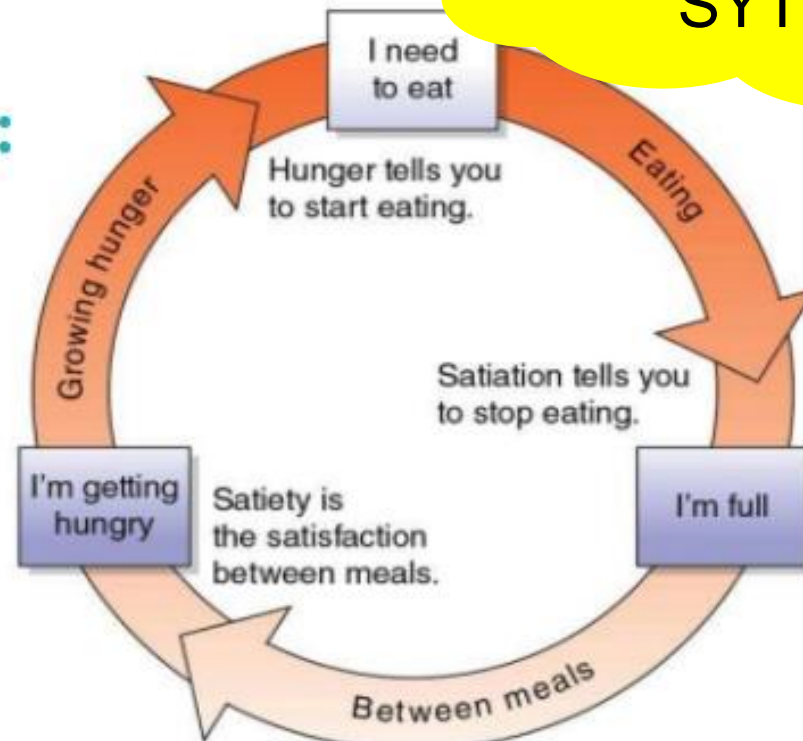 SYT
I need
to eat
:
Hunger tells you
to start eating.
Eating
Growing hunger
Satiation tells you
to stop eating.
I'm getting
hungry
Satiety is
the satisfaction
between meals.
I'm full
Between meals